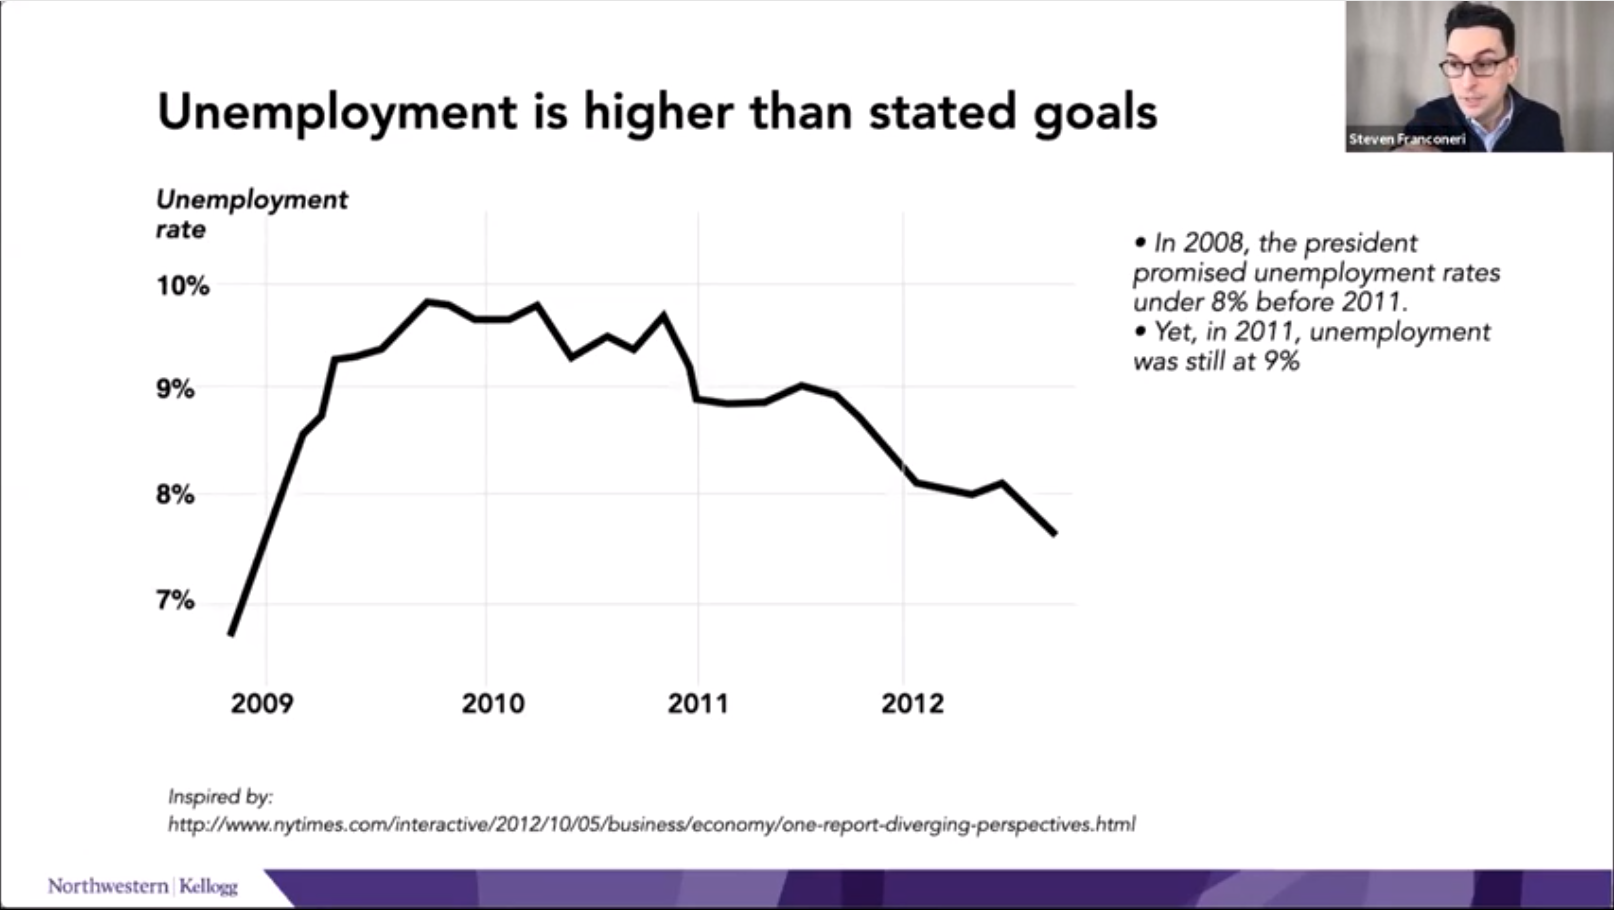 Unemployment is higher than stated goals
Steven Franconeri
Unemployment
rate
10%
9%
8%
7%
2009
2010
2011
2012
• In 2008, the president
promised unemployment rates
under 8% before 2011.
• Yet, in 2011, unemployment
was still at 9%
Inspired by:
http://www.nytimes.com/interactive/2012/10/05/business/economy/one-report-diverging-perspectives.html
Northwestern | Kellogg